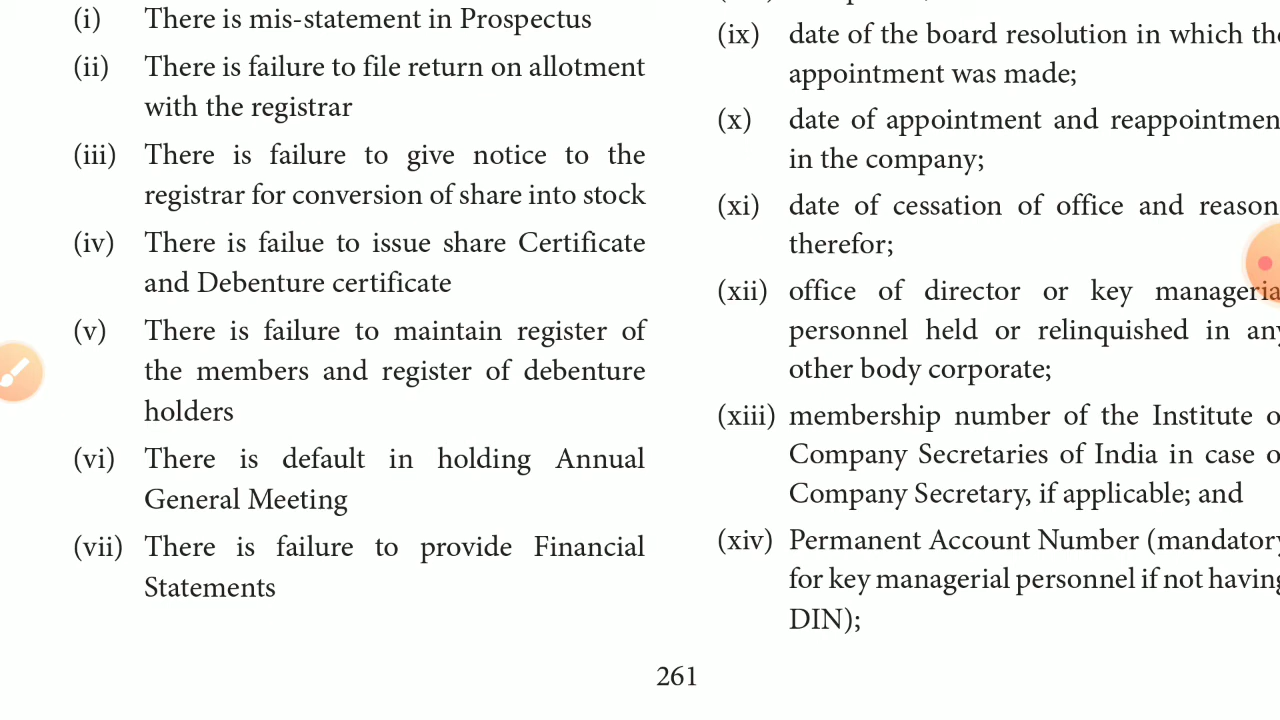 (i) There is mis-statement in Prospectus
(ii) There is failure to file return on allotment
with the registrar
(iii) There is failure to give notice to the
registrar for conversion of share into stock
(iv) There is failue to issue share Certificate
and Debenture certificate
(v) There is failure to maintain register of
the members and register of debenture
holders
(vi) There is default in holding Annual
General Meeting
(vii) There is failure to provide Financial
Statements
(ix) date of the board resolution in which the
appointment was made;
(x) date of appointment and reappointmen
in the company;
(xi) date of cessation of office and reason
therefor;
(xii) office of director or key manageria
personnel held or relinquished in any
other body corporate;
(xiii) membership number of the Institute o
Company Secretaries of India in case o
Company Secretary, if applicable; and
(xiv) Permanent Account Number (mandatory
for key managerial personnel if not having
DIN);
261